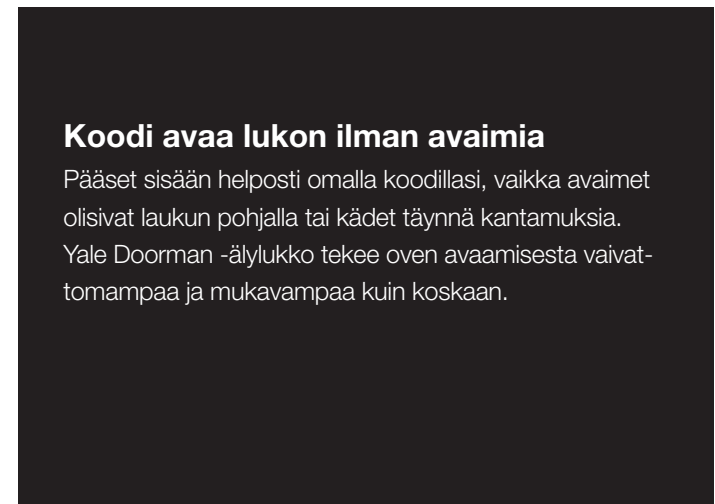 Koodi avaa lukon ilman avaimia
Pääset sisään helposti omalla koodillasi, vaikka avaimet
olisivat laukun pohjalla tai kädet täynnä kantamuksia.
Yale Doorman -älylukko tekee oven avaamisesta vaivat-
tomampaa ja mukavampaa kuin koskaan.